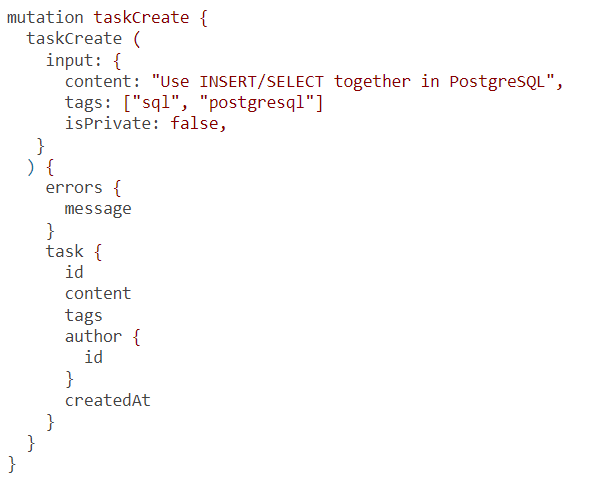 mutation taskCreate {
  taskCreate (
    input: {
      content: "Use INSERT/SELECT together in PostgreSQL",
      tags: ["sql", "postgresql"]
      isPrivate: false,
   }
  ) {
    errors {
      message
    }
    task {
      id
      content
      tags
      author {
        id
      }
      createdAt
    }
  }
}